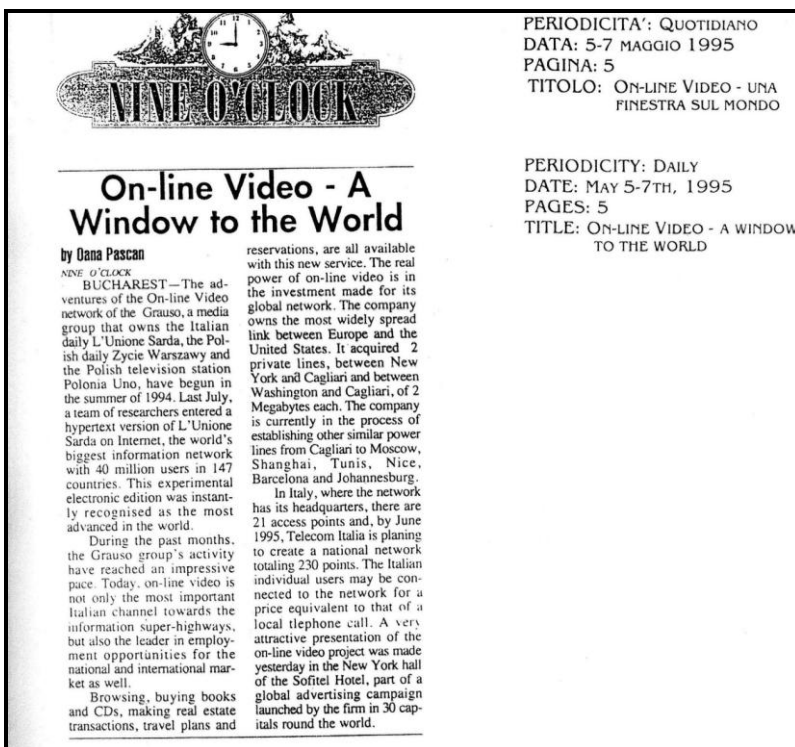 NINE O'CLOCK
On-line Video - A
Window to the World
by Oana Pascan
NINE O'CLOCK
BUCHAREST—The ad-
ventures of the On-line Video
network of the Grauso, a media
group that owns the Italian
daily L'Unione Sarda, the Pol-
ish daily Zycie Warszawy and
the Polish television station
Polonia Uno, have begun in
the summer of 1994. Last July,
a team of researchers entered a
hypertext version of L'Unione
Sarda on Internet, the world's
biggest information network
with 40 million users in 147
countries. This experimental
electronic edition was instant-
ly recognised as the most
advanced in the world.
During the past months,
the Grauso group's activity
have reached an impressive
pace. Today, on-line video is
not only the most important
Italian channel towards the
information super-highways,
but also the leader in employ-
ment opportunities for the
national and international mar-
ket as well.
Browsing, buying books
and CDs, making real estate
transactions, travel plans and
reservations, are all available
with this new service. The real
power of on-line video is in
the investment made for its
global network. The company
owns the most widely spread
link between Europe and the
United States. It acquired 2
private lines, between New
York and Cagliari and between
Washington and Cagliari, of 2
Megabytes each. The company
is currently in the process of
establishing other similar power
lines from Cagliari to Moscow,
Shanghai, Tunis, Nice,
Barcelona and Johannesburg.
In Italy, where the network
has its headquarters, there are
21 access points and, by June
1995, Telecom Italia is planing
to create a national network
totaling 230 points. The Italian
individual users may be con-
nected to the network for a
price equivalent to that of a
local tlephone call. A very
attractive presentation of the
on-line video project was made
yesterday in the New York hall
of the Sofitel Hotel, part of a
global advertising campaign
launched by the firm in 30 cap-
itals round the world.
PERIODICITA': QUOTIDIANO
DATA: 5-7 MAGGIO 1995
PAGINA: 5
TITOLO: ON-LINE VIDEO - UNA
FINESTRA SUL MONDO
PERIODICITY: DAILY
DATE: MAY 5-7TH, 1995
PAGES: 5
TITLE: ON-LINE VIDEO - A WINDOW
TO THE WORLD